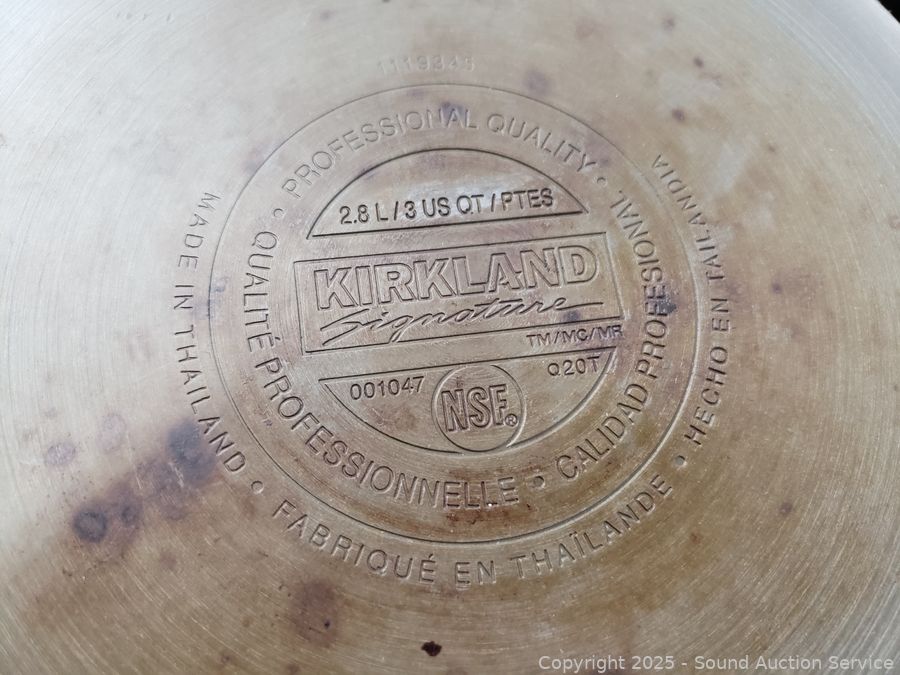 1119345
PROFESSIONAL QUALITY •
CALIDAD PROFESSIONAL •
QUALITÉ PROFESSIONNELLE •
2.8 L / 3 US QT / PTES
KIRKLAND
Signature
TM/MC/MR
001047
Q20T
NSF®
MADE IN THAILAND •
FABRIQUÉ EN THAÏLANDE •
HECHO EN TAILANDIA
Copyright 2025 - Sound Auction Service